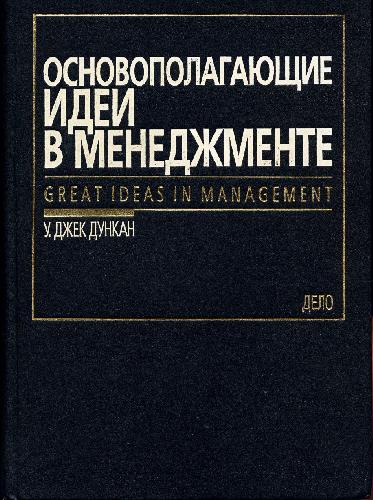 ОСНОВОПОЛАГАЮЩИЕ
ИДЕИ
В МЕНЕДЖМЕНТЕ
GREAT IDEAS IN MANAGEMENT
У. ДЖЕК ДУНКАН
ДЕЛО